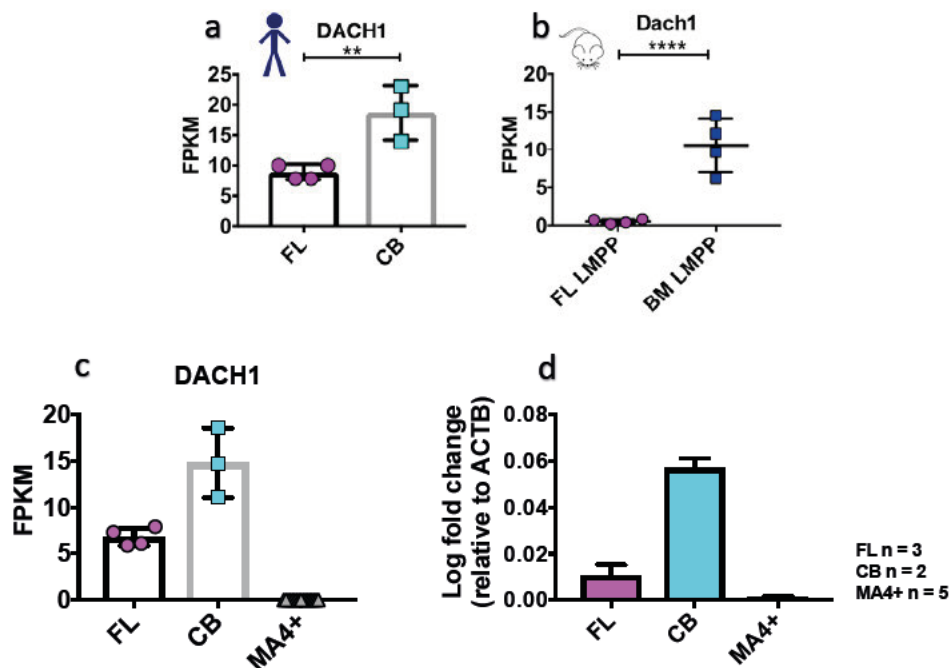 a
DACH1
**
FPKM
25
20
15
10
5
0
FL
CB
b
Dach1
****
FPKM
20
15
10
5
0
FL LMPP
BM LMPP
c
DACH1
FPKM
20
15
10
5
0
FL
CB
MA4+
d
Log fold change
(relative to ACTB)
0.08
0.06
0.04
0.02
0.00
FL
CB
MA4+
FL n = 3
CB n = 2
MA4+ n = 5